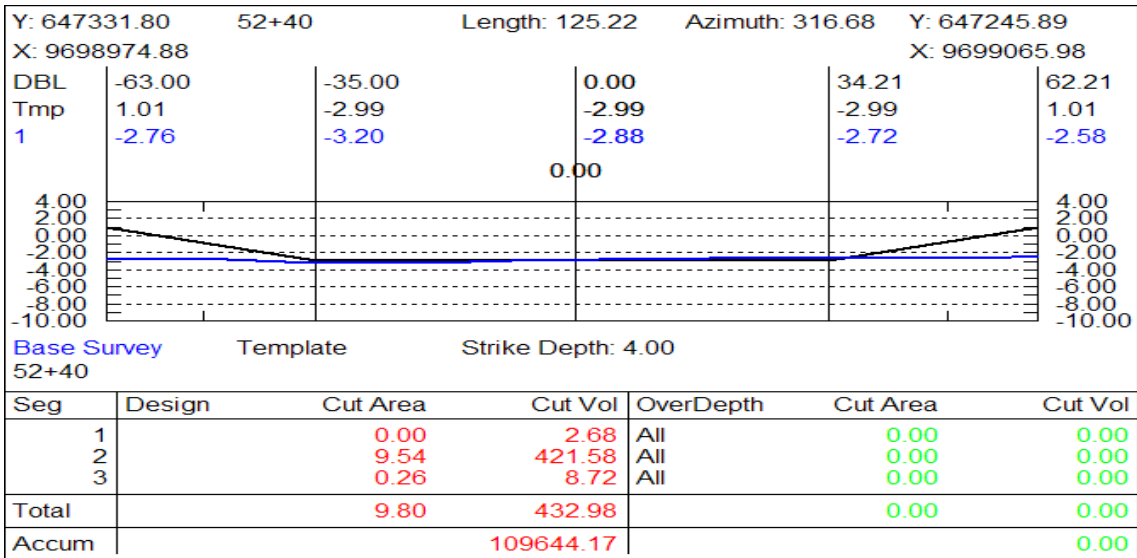 Y: 647331.80 52+40 Length: 125.22 Azimuth: 316.68 Y: 647245.89
X: 9698974.88 X: 9699065.98
DBL -63.00 -35.00 0.00 34.21 62.21
Tmp 1.01 -2.99 -2.99 -2.99 1.01
1 -2.76 -3.20 -2.88 -2.72 -2.58
0.00
4.00 4.00
2.00 2.00
0.00 0.00
-2.00 -2.00
-4.00 -4.00
-6.00 -6.00
-8.00 -8.00
-10.00 -10.00
Base Survey Template Strike Depth: 4.00
52+40
Seg Design Cut Area Cut Vol OverDepth Cut Area Cut Vol
1 0.00 2.68 All 0.00 0.00
2 9.54 421.58 All 0.00 0.00
3 0.26 8.72 All 0.00 0.00
Total 9.80 432.98 0.00 0.00
Accum 109644.17 0.00